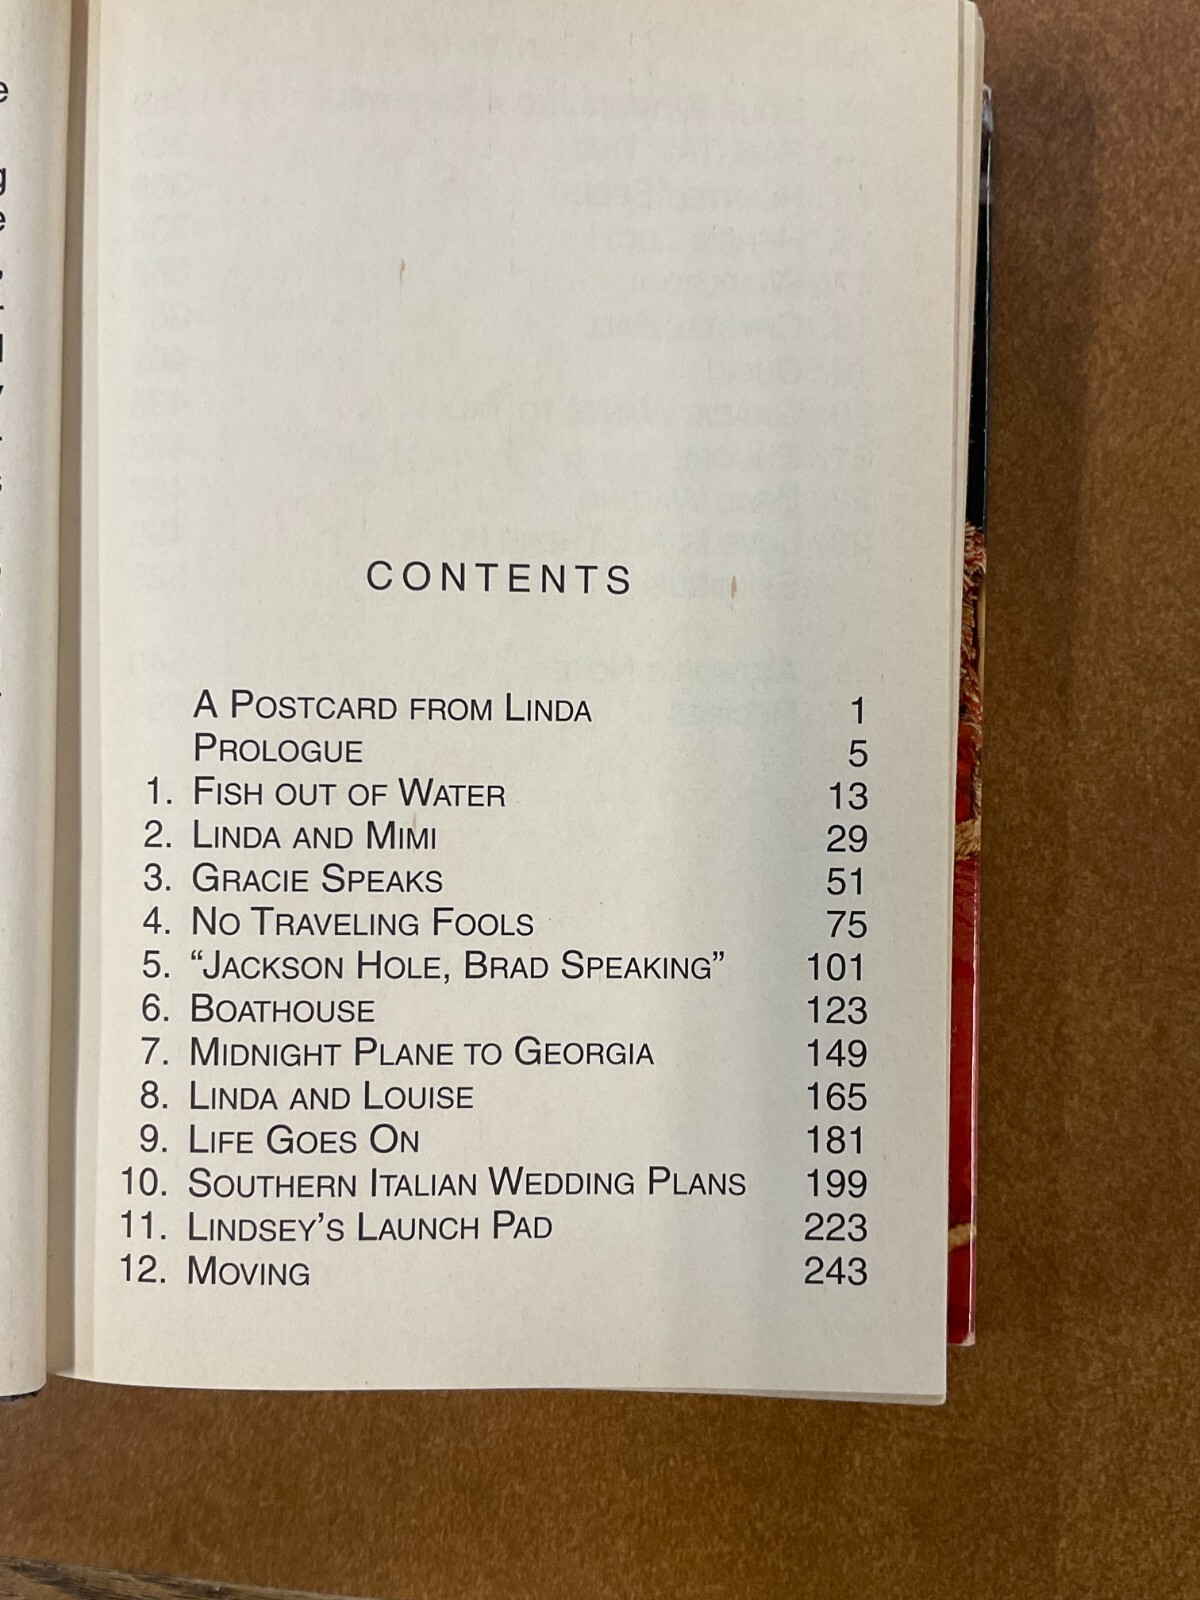 CONTENTS
A POSTCARD FROM LINDA 1
PROLOGUE 5
1. FISH OUT OF WATER 13
2. LINDA AND MIMI 29
3. GRACIE SPEAKS 51
4. NO TRAVELING FOOLS 75
5. “JACKSON HOLE, BRAD SPEAKING” 101
6. BOATHOUSE 123
7. MIDNIGHT PLANE TO GEORGIA 149
8. LINDA AND LOUISE 165
9. LIFE GOES ON 181
10. SOUTHERN ITALIAN WEDDING PLANS 199
11. LINDSEY’S LAUNCH PAD 223
12. MOVING 243